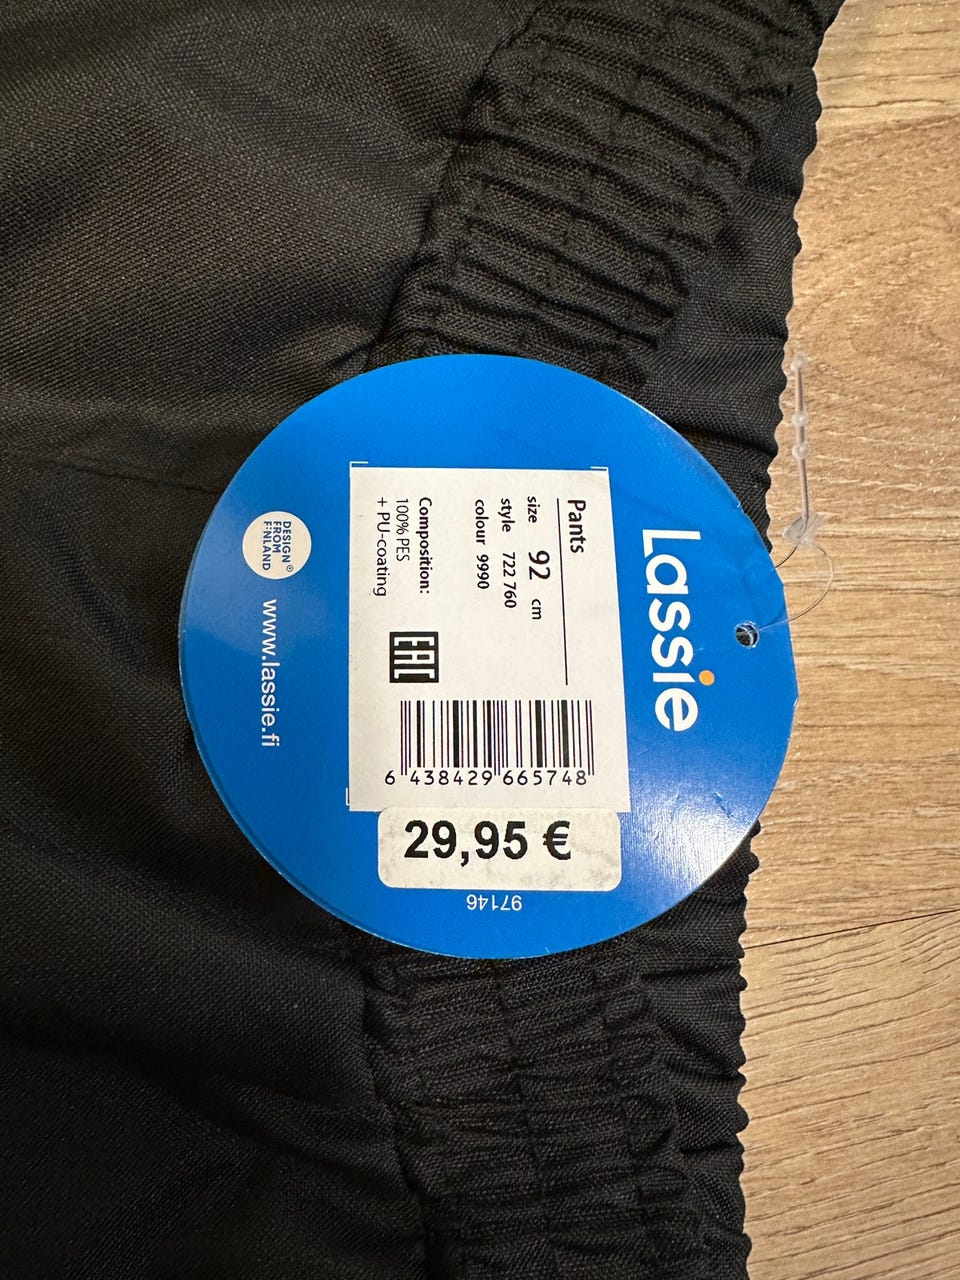 Lassie
Pants
size 92 cm
style 722 760
colour 9990
Composition:
100% PES
+ PU-coating
EAC
6 438429 665748
29,95 €
97146
DESIGN®
FROM
FINLAND
www.lassie.fi